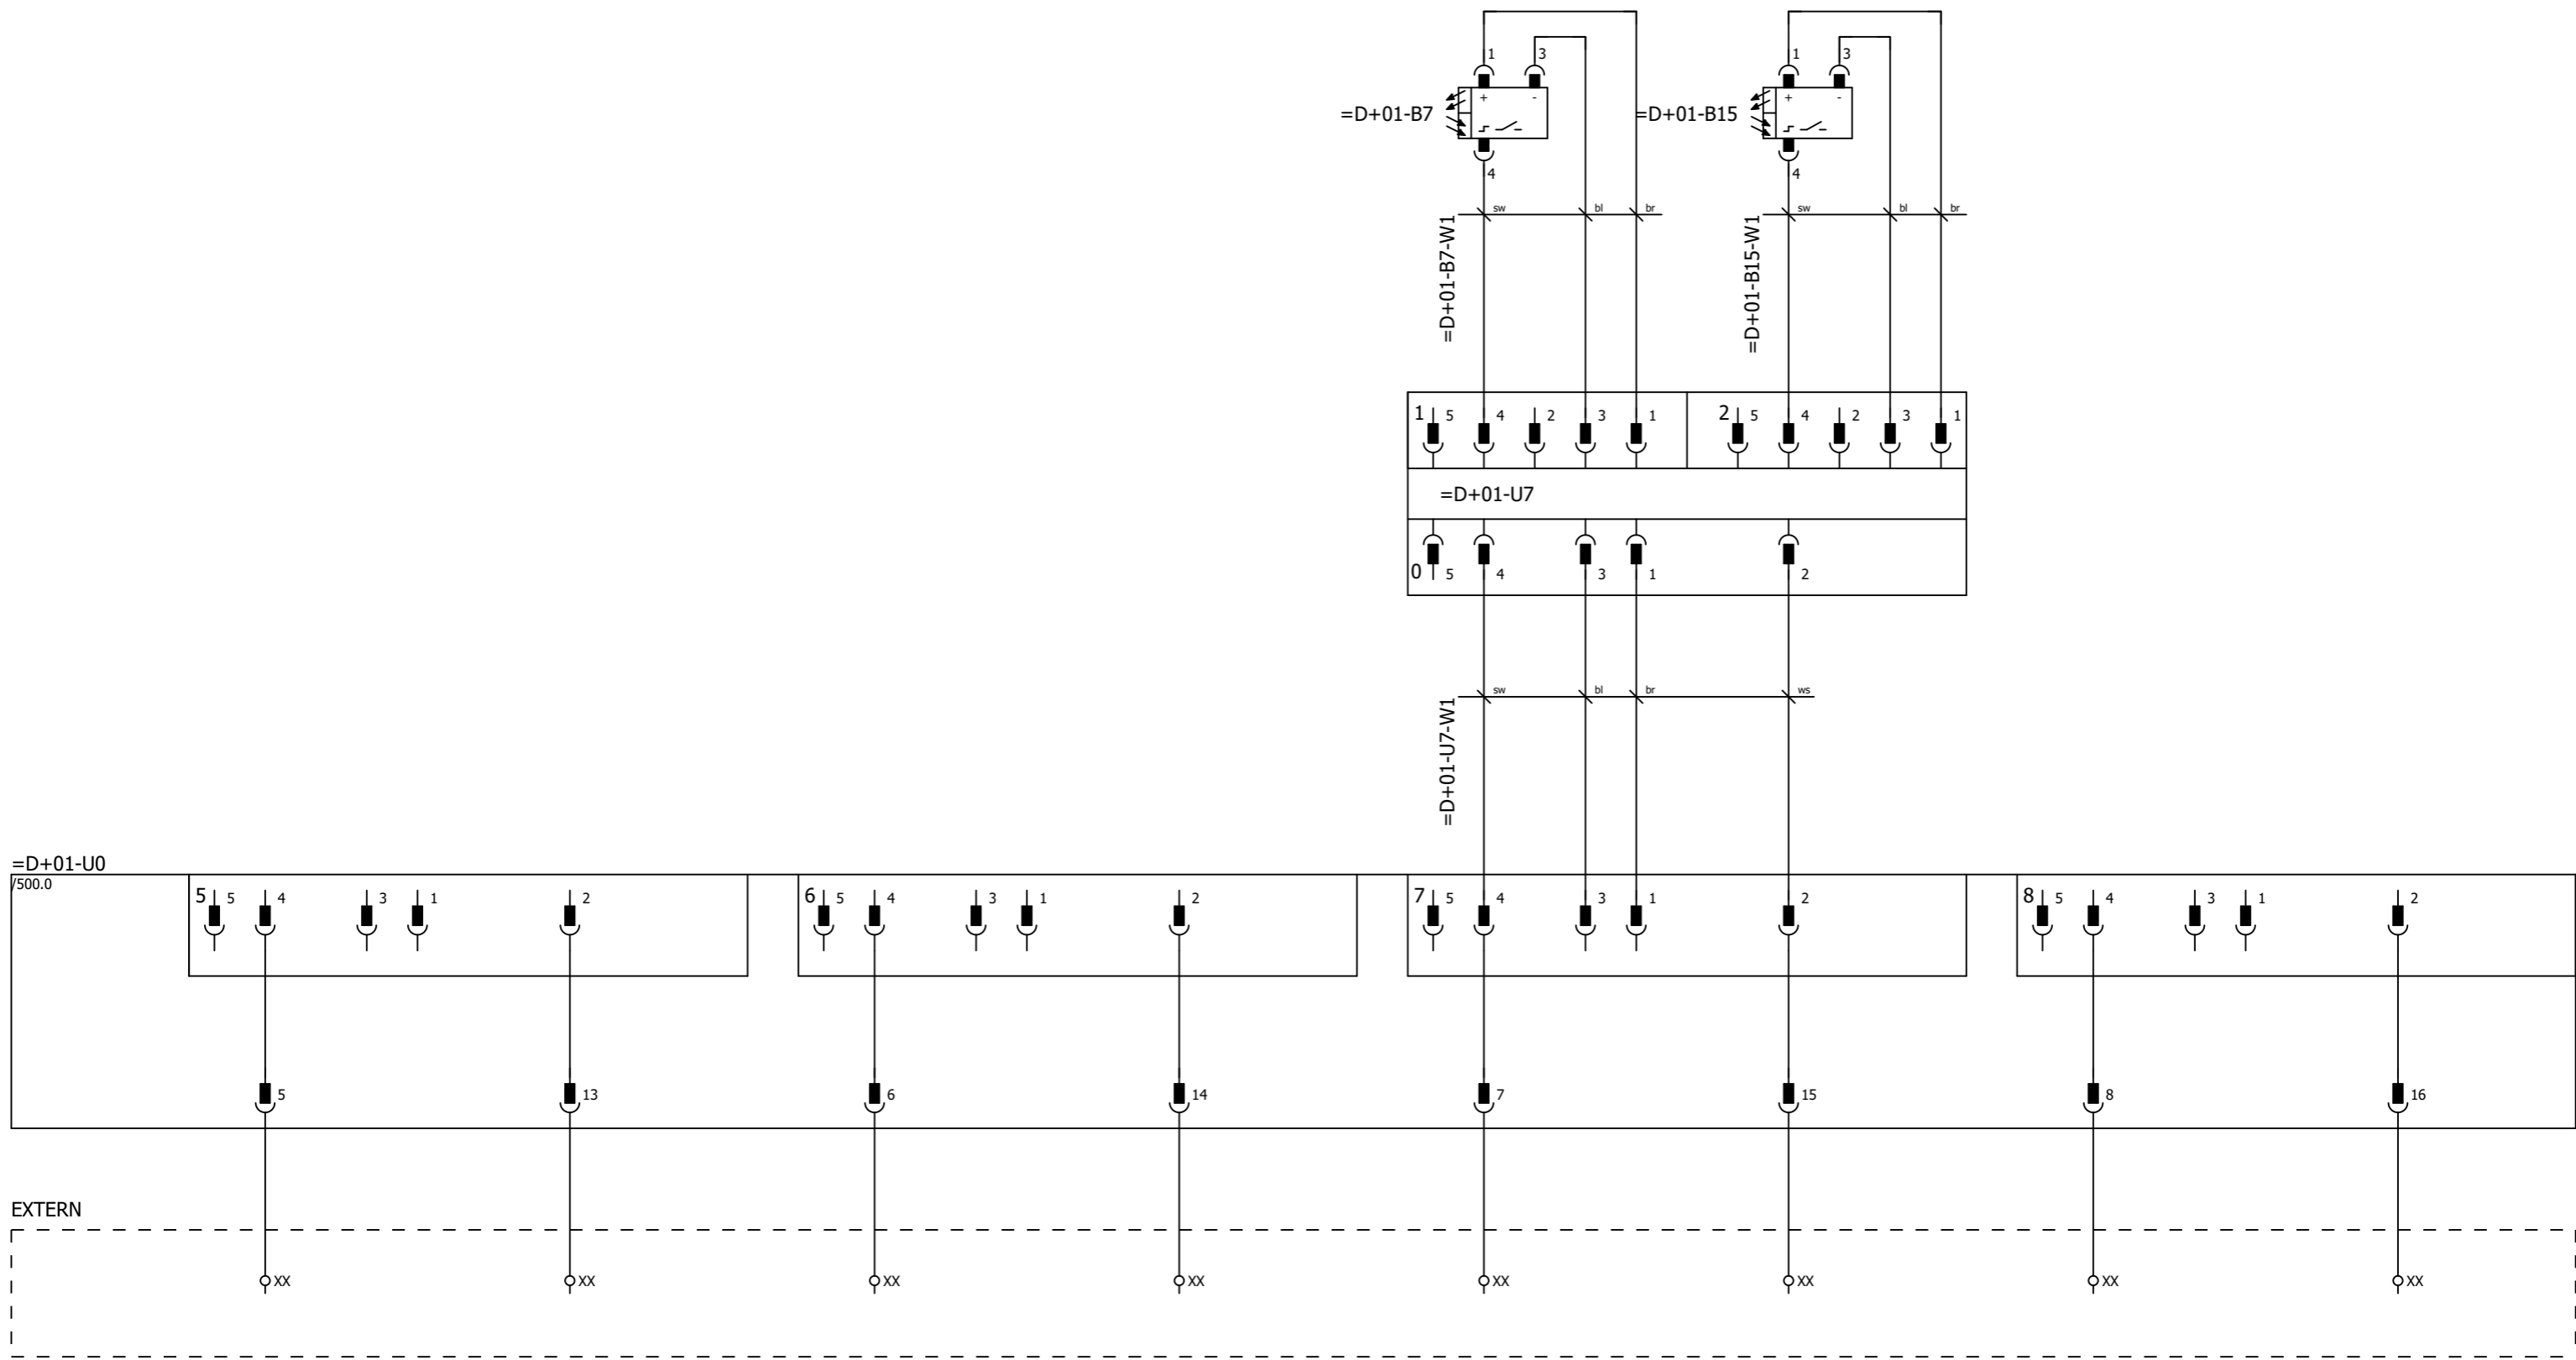 1 3 1 3
+ - + -
=D+01-B7 =D+01-B15
4 4
sw bl br sw bl br
=D+01-B7-W1 =D+01-B15-W1
1 5 4 2 3 1 2 5 4 2 3 1
=D+01-U7
0 5 4 3 1 2
sw bl br ws
=D+01-U7-W1
=D+01-U0
/500.0
5 5 4 3 1 2 6 5 4 3 1 2 7 5 4 3 1 2 8 5 4 3 1 2
5 13 6 14 7 15 8 16
EXTERN
XX XX XX XX XX XX XX XX